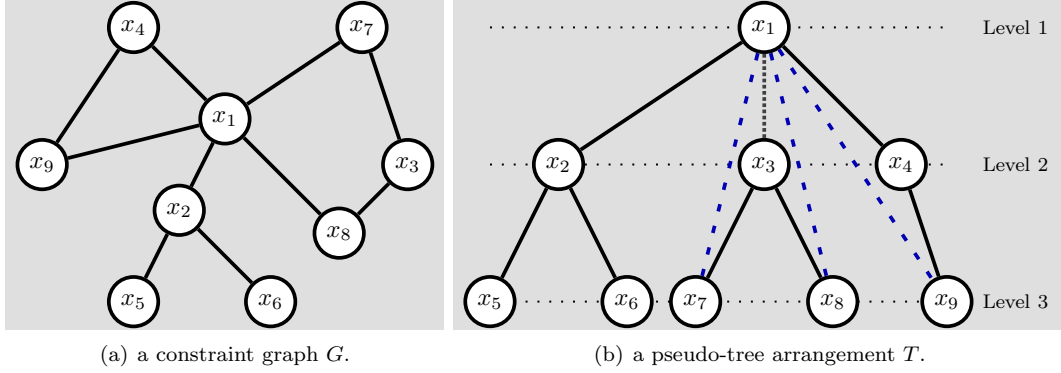 x4
x7
x1
x9
x3
x2
x8
x5
x6
(a) a constraint graph G.
x1
Level 1
x2
x3
x4
Level 2
x5
x6
x7
x8
x9
Level 3
(b) a pseudo-tree arrangement T.